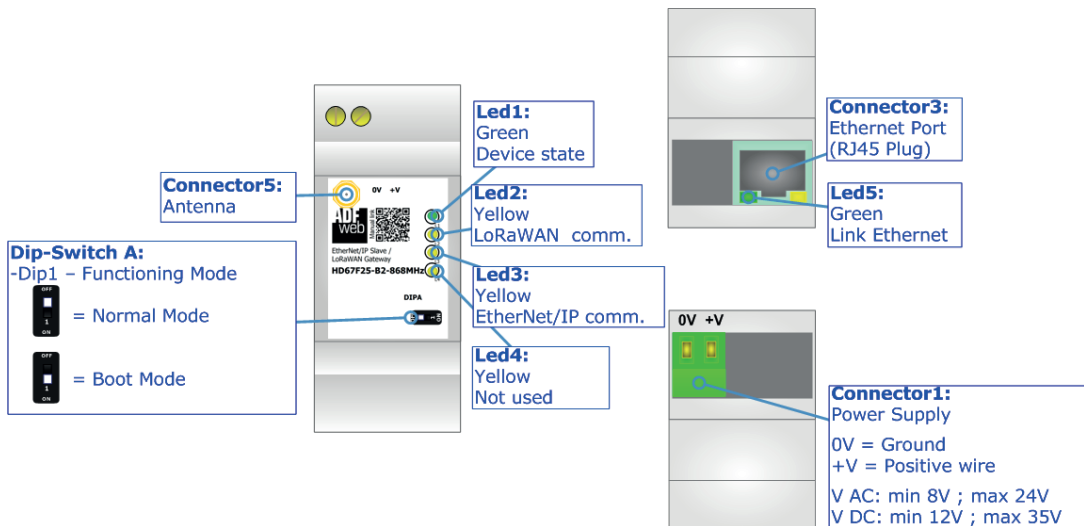 Led1:
Green
Device state
Connector3:
Ethernet Port
(RJ45 Plug)
Connector5:
Antenna
0V +V
ADF
web
Manual link
EtherNet/IP Slave /
LoRaWAN Gateway
HD67F25-B2-868MHz
DIPA
1
Led2:
Yellow
LoRaWAN comm.
Led5:
Green
Link Ethernet
Dip-Switch A:
-Dip1 – Functioning Mode
OFF
1
ON
= Normal Mode
OFF
1
ON
= Boot Mode
Led3:
Yellow
EtherNet/IP comm.
Led4:
Yellow
Not used
0V +V
Connector1:
Power Supply
0V = Ground
+V = Positive wire
V AC: min 8V ; max 24V
V DC: min 12V ; max 35V